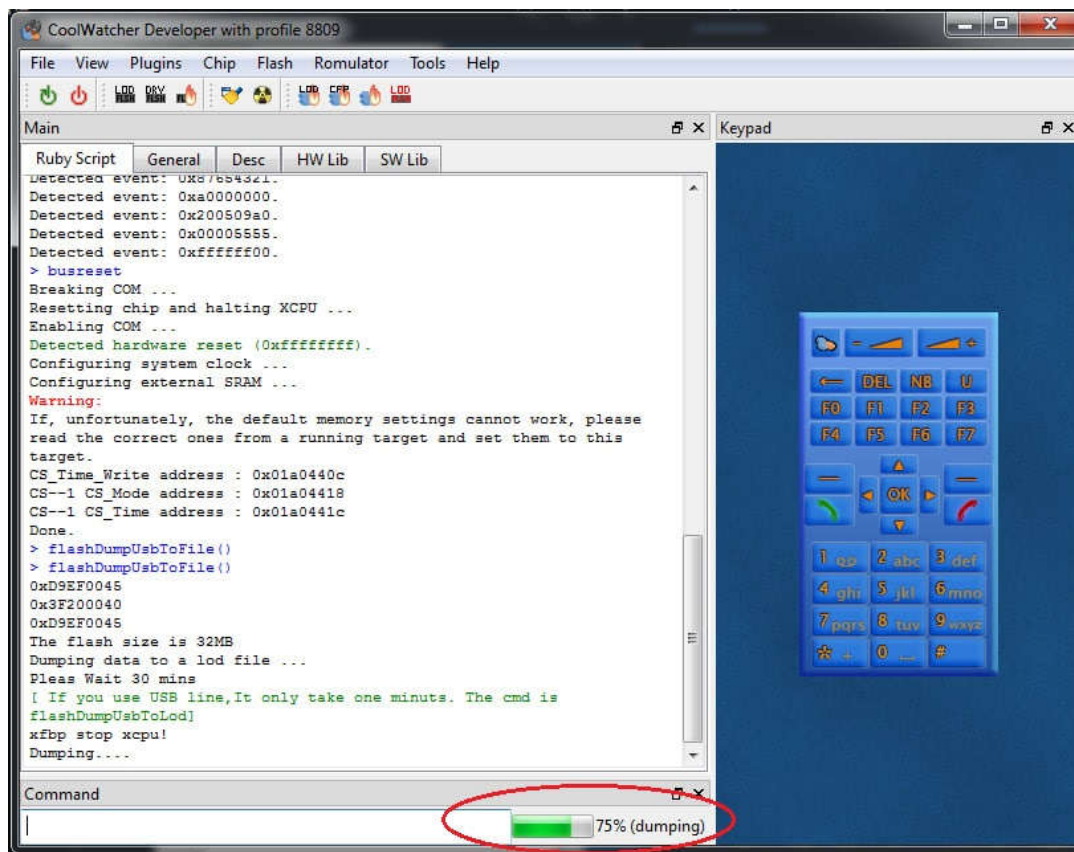 CoolWatcher Developer with profile 8809
File View Plugins Chip Flash Romulator Tools Help
Main
Keypad
Ruby Script General Desc HW Lib SW Lib
Detected event: 0x87654321.
Detected event: 0xa0000000.
Detected event: 0x200509a0.
Detected event: 0x00005555.
Detected event: 0xffffff00.
> busreset
Breaking COM ...
Resetting chip and halting XCPU ...
Enabling COM ...
Detected hardware reset (0xffffffff).
Configuring system clock ...
Configuring external SRAM ...
Warning:
If, unfortunately, the default memory settings cannot work, please
read the correct ones from a running target and set them to this
target.
CS_Time_Write address : 0x01a0440c
CS--1 CS_Mode address : 0x01a04418
CS--1 CS_Time address : 0x01a0441c
Done.
> flashDumpUsbToFile()
> flashDumpUsbToFile()
0xD9EF0045
0x3F200040
0xD9EF0045
The flash size is 32MB
Dumping data to a lod file ...
Pleas Wait 30 mins
[ If you use USB line,It only take one minuts. The cmd is
flashDumpUsbToLod]
xfbp stop xcpu!
Dumping....
DEL NB U
F0 F1 F2 F3
F4 F5 F6 F7
OK
1 2 abc 3 def
4 ghi 5 jkl 6 mno
7 pqrs 8 tuv 9 wxyz
* + 0 #
Command
75% (dumping)